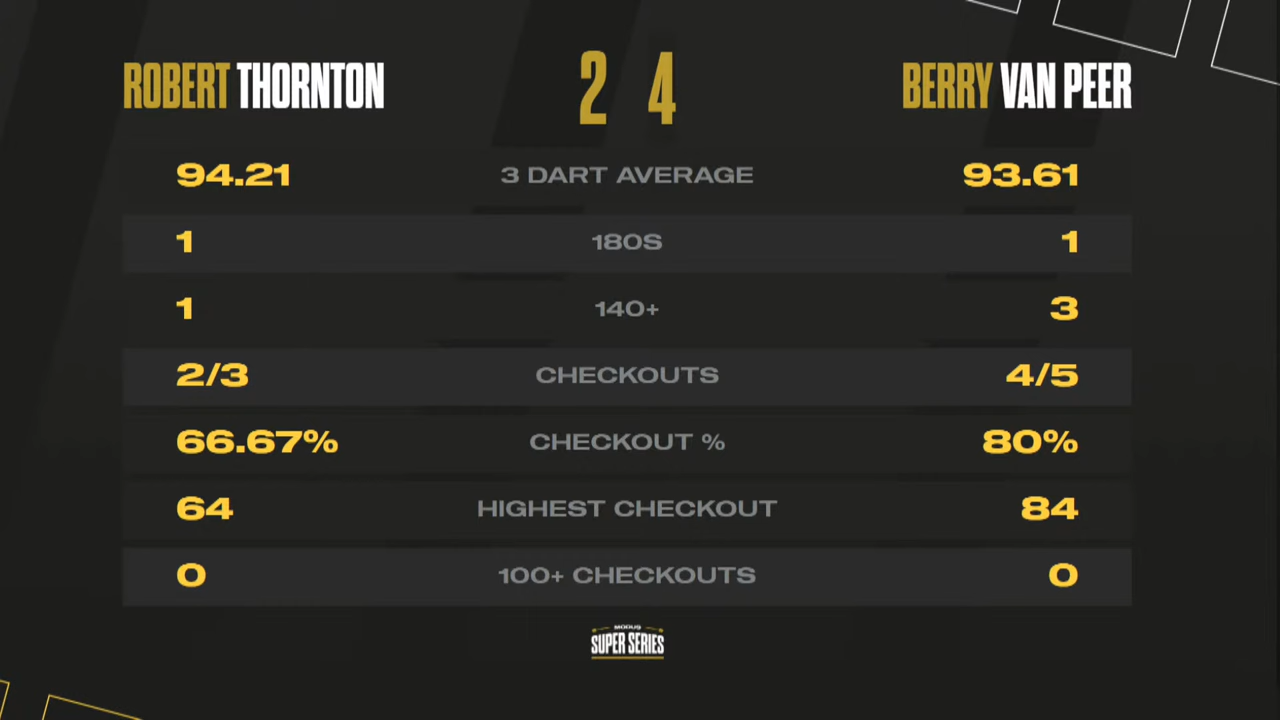 ROBERT THORNTON 2 4 BERRY VAN PEER
94.21 3 DART AVERAGE 93.61
1 180S 1
1 140+ 3
2/3 CHECKOUTS 4/5
66.67% CHECKOUT % 80%
64 HIGHEST CHECKOUT 84
0 100+ CHECKOUTS 0
MODUS
SUPER SERIES